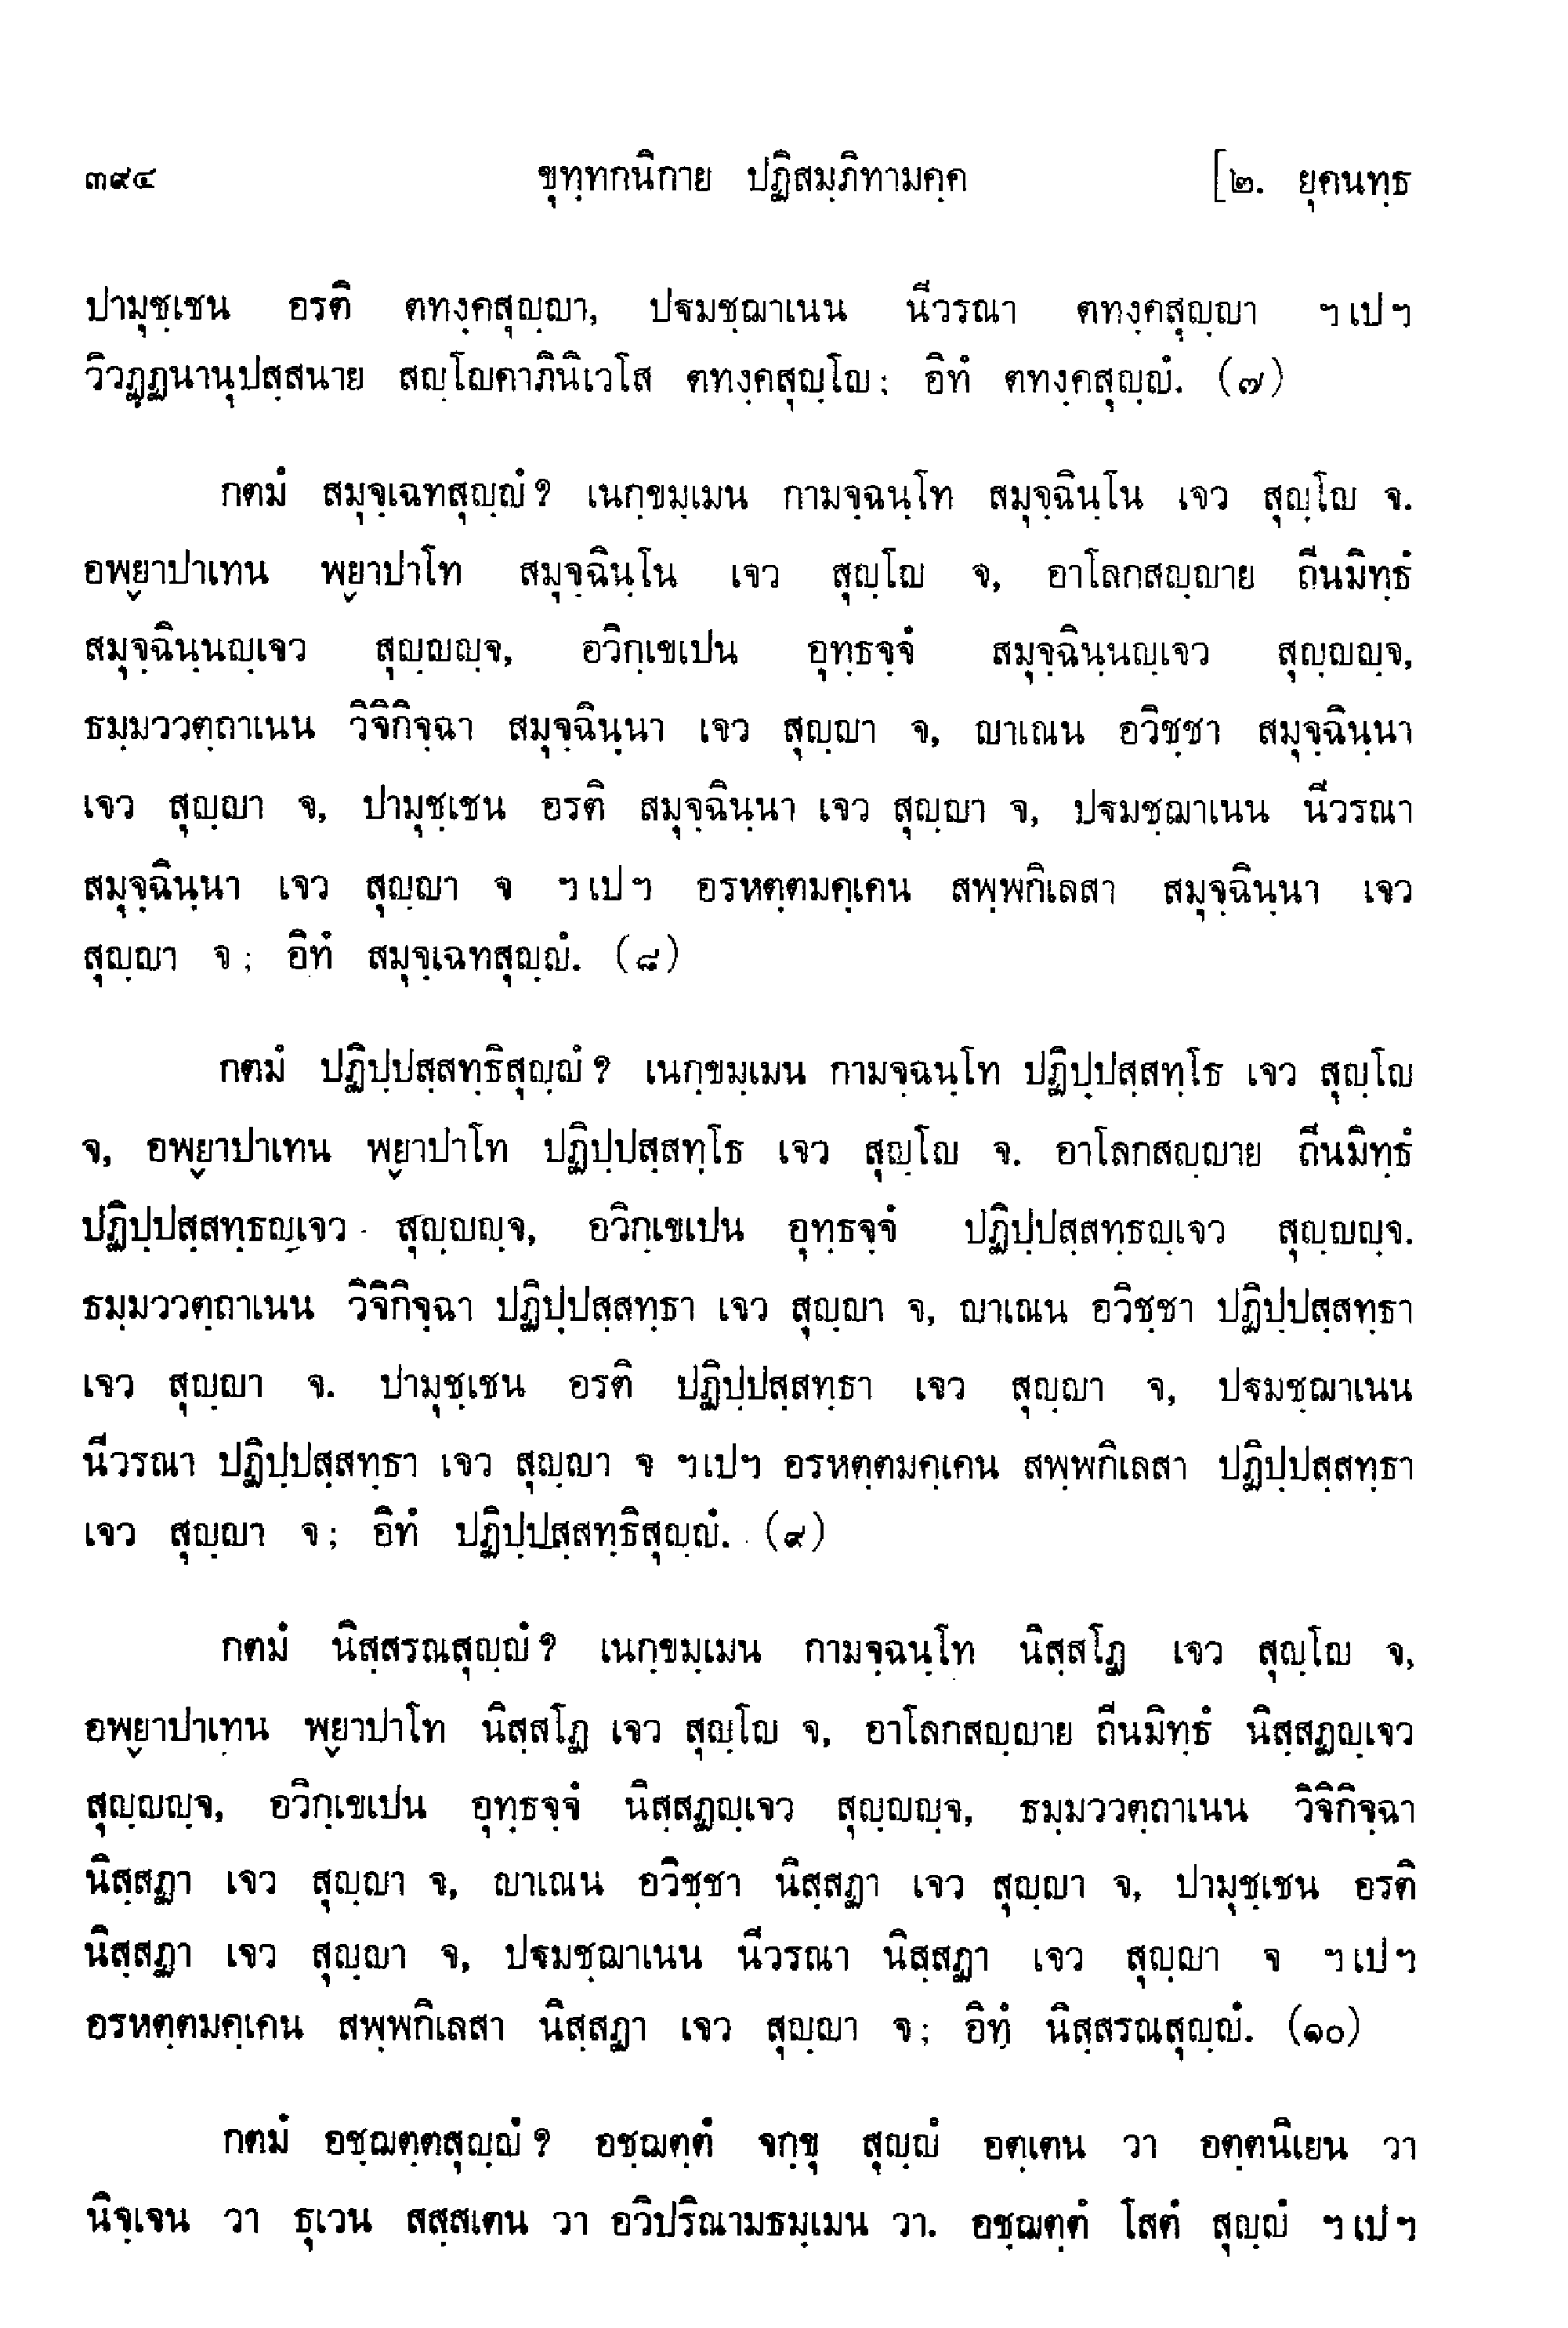 ๓๙๔ ขุทฺทกนิกาย ปฏิสมฺภิทามคฺค [๒. ยุคนทฺธ
ปามุชฺเชน อรติ ตทงฺคสุญฺญา, ปฐมชฺฌาเนน นีวรณา ตทงฺคสุญฺญา ฯเปฯ
วิวฏฺฏนานุปสฺสนาย สญฺโญคาภินิเวโส ตทงฺคสุญฺโญ; อิทํ ตทงฺคสุญฺญํ. (๗)
กตมํ สมุจฺเฉทสุญฺญํ? เนกฺขมฺเมน กามจฺฉนฺโท สมุจฺฉินฺโน เจว สุญฺโญ จ.
อพฺยาปาเทน พฺยาปาโท สมุจฺฉินฺโน เจว สุญฺโญ จ, อาโลกสญฺญาย ถีนมิทฺธํ
สมุจฺฉินฺนญฺเจว สุญฺญญฺจ, อวิกฺเขเปน อุทฺธจฺจํ สมุจฺฉินฺนญฺเจว สุญฺญญฺจ,
ธมฺมววตฺถาเนน วิจิกิจฺฉา สมุจฺฉินฺนา เจว สุญฺญา จ, ญาเณน อวิชฺชา สมุจฺฉินฺนา
เจว สุญฺญา จ, ปามุชฺเชน อรติ สมุจฺฉินฺนา เจว สุญฺญา จ, ปฐมชฺฌาเนน นีวรณา
สมุจฺฉินฺนา เจว สุญฺญา จ ฯเปฯ อรหตฺตมคฺเคน สพฺพกิเลสา สมุจฺฉินฺนา เจว
สุญฺญา จ; อิทํ สมุจฺเฉทสุญฺญํ. (๘)
กตมํ ปฏิปฺปสฺสทฺธิสุญฺญํ? เนกฺขมฺเมน กามจฺฉนฺโท ปฏิปฺปสฺสทฺโธ เจว สุญฺโญ
จ, อพฺยาปาเทน พฺยาปาโท ปฏิปฺปสฺสทฺโธ เจว สุญฺโญ จ. อาโลกสญฺญาย ถีนมิทฺธํ
ปฏิปฺปสฺสทฺธญฺเจว สุญฺญญฺจ, อวิกฺเขเปน อุทฺธจฺจํ ปฏิปฺปสฺสทฺธญฺเจว สุญฺญญฺจ.
ธมฺมววตฺถาเนน วิจิกิจฺฉา ปฏิปฺปสฺสทฺธา เจว สุญฺญา จ, ญาเณน อวิชฺชา ปฏิปฺปสฺสทฺธา
เจว สุญฺญา จ. ปามุชฺเชน อรติ ปฏิปฺปสฺสทฺธา เจว สุญฺญา จ, ปฐมชฺฌาเนน
นีวรณา ปฏิปฺปสฺสทฺธา เจว สุญฺญา จ ฯเปฯ อรหตฺตมคฺเคน สพฺพกิเลสา ปฏิปฺปสฺสทฺธา
เจว สุญฺญา จ; อิทํ ปฏิปฺปสฺสทฺธิสุญฺญํ. (๙)
กตมํ นิสฺสรณสุญฺญํ? เนกฺขมฺเมน กามจฺฉนฺโท นิสฺสโฏ เจว สุญฺโญ จ,
อพฺยาปาเทน พฺยาปาโท นิสฺสโฏ เจว สุญฺโญ จ, อาโลกสญฺญาย ถีนมิทฺธํ นิสฺสฏญฺเจว
สุญฺญญฺจ, อวิกฺเขเปน อุทฺธจฺจํ นิสฺสฏญฺเจว สุญฺญญฺจ, ธมฺมววตฺถาเนน วิจิกิจฺฉา
นิสฺสฏา เจว สุญฺญา จ, ญาเณน อวิชฺชา นิสฺสฏา เจว สุญฺญา จ, ปามุชฺเชน อรติ
นิสฺสฏา เจว สุญฺญา จ, ปฐมชฺฌาเนน นีวรณา นิสฺสฏา เจว สุญฺญา จ ฯเปฯ
อรหตฺตมคฺเคน สพฺพกิเลสา นิสฺสฏา เจว สุญฺญา จ; อิทํ นิสฺสรณสุญฺญํ. (๑๐)
กตมํ อชฺฌตฺตสุญฺญํ? อชฺฌตฺตํ จกฺขุ สุญฺญํ อตฺเตน วา อตฺตนิเยน วา
นิจฺเจน วา ธุเวน สสฺสเตน วา อวิปริณามธมฺเมน วา. อชฺฌตฺตํ โสตํ สุญฺญํ ฯเปฯ